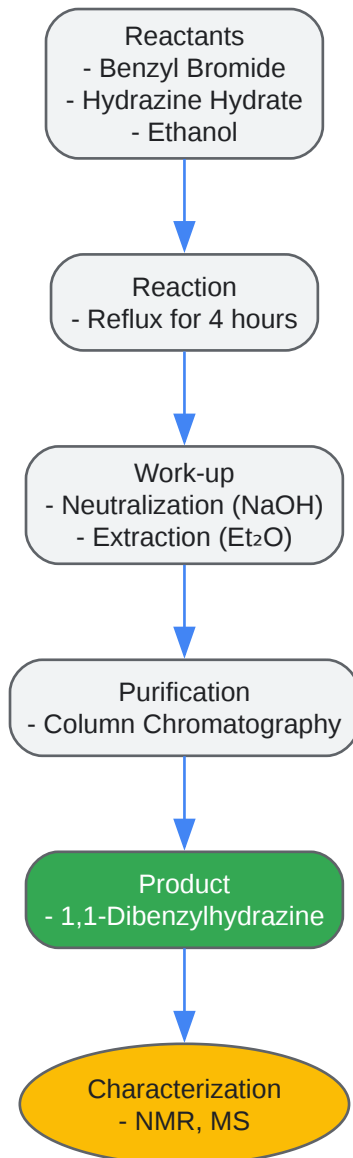 Reactants
- Benzyl Bromide
- Hydrazine Hydrate
- Ethanol
Reaction
- Reflux for 4 hours
Work-up
- Neutralization (NaOH)
- Extraction (Et₂O)
Purification
- Column Chromatography
Product
- 1,1-Dibenzylhydrazine
Characterization
- NMR, MS